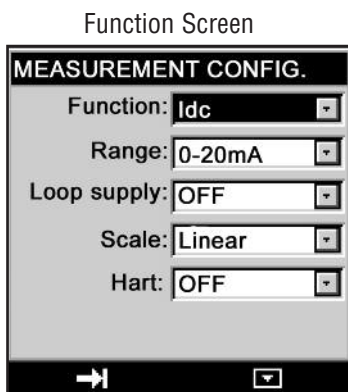 Function Screen
MEASUREMENT CONFIG.
Function: Idc
Range: 0-20mA
Loop supply: OFF
Scale: Linear
Hart: OFF